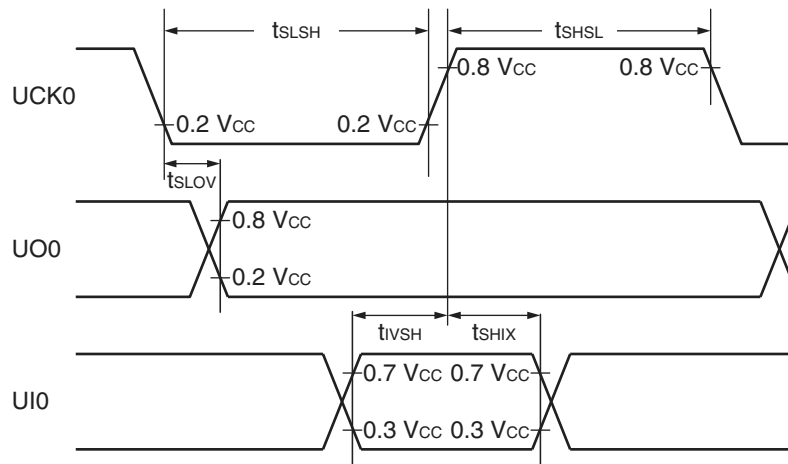 tSLSH tSHSL
0.8 VCC 0.8 VCC
UCK0
0.2 VCC 0.2 VCC
tSLOV
0.8 VCC
UO0
0.2 VCC
tIVSH tSHIX
0.7 VCC 0.7 VCC
UI0
0.3 VCC 0.3 VCC